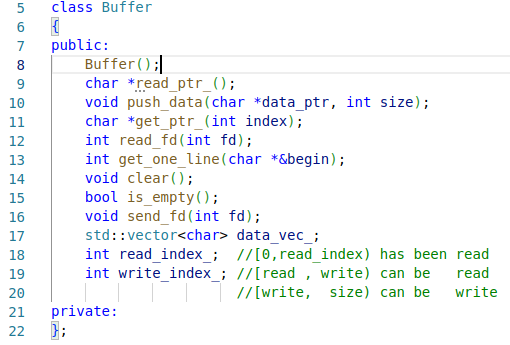 5 class Buffer
6 {
7 public:
8 Buffer();
9 char *read_ptr_();
10 void push_data(char *data_ptr, int size);
11 char *get_ptr_(int index);
12 int read_fd(int fd);
13 int get_one_line(char *&begin);
14 void clear();
15 bool is_empty();
16 void send_fd(int fd);
17 std::vector<char> data_vec_;
18 int read_index_; //[0,read_index) has been read
19 int write_index_; //[read , write) can be read
20 //[write, size) can be write
21 private:
22 };